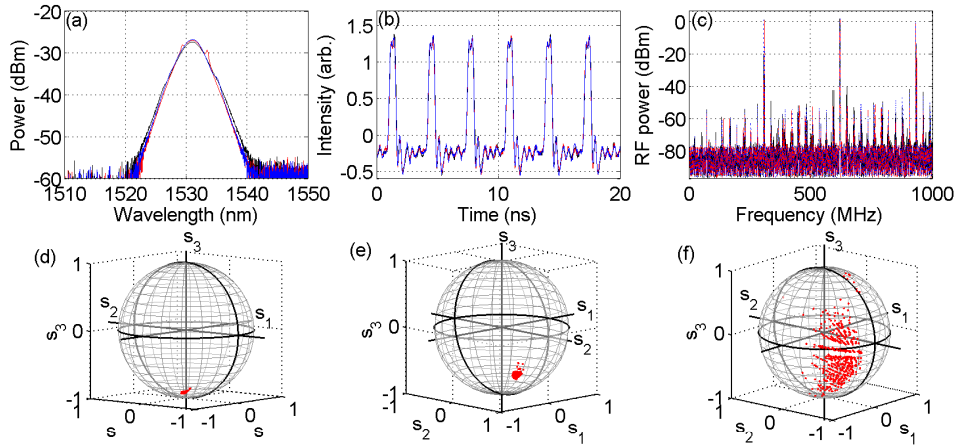 (a)
Power (dBm)
-20
-30
-40
-50
-60
1510 1520 1530 1540 1550
Wavelength (nm)
(b)
Intensity (arb.)
1.5
1
0.5
0
-0.5
0 5 10 15 20
Time (ns)
(c)
RF power (dBm)
0
-20
-40
-60
-80
0 500 1000
Frequency (MHz)
(d)
s3
s2
s1
s3
1
0
-1
1 0 -1 -1 0 1
s s
(e)
s3
s1
s2
s3
1
0
-1
1 0 -1 -1 0 1
s2 s1
(f)
s3
s2
s1
s3
1
0
-1
1 0 -1 -1 0 1
s2 s1